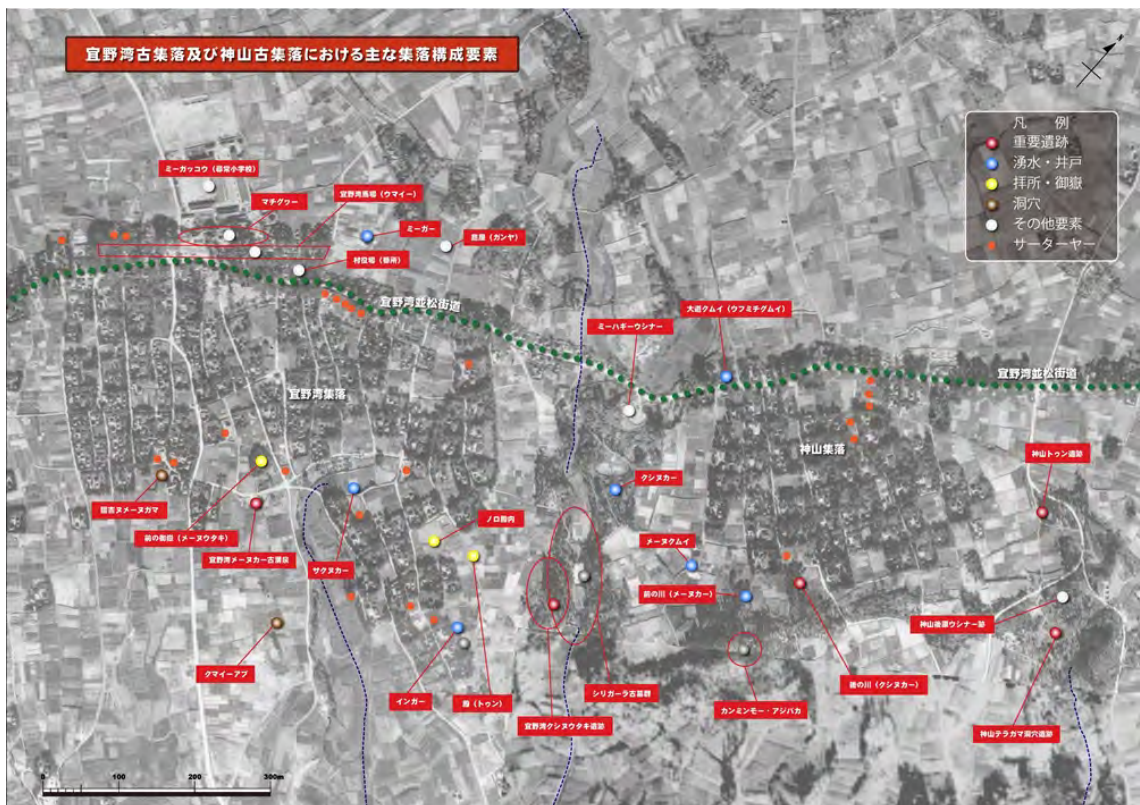 宜野湾古集落及び神山古集落における主な集落構成要素
凡 例
重要遺跡
湧水・井戸
拝所・御嶽
洞穴
その他要素
サーターヤー
ミーガッコウ（尋常小学校）
マチグヮー
宜野湾馬場（ウマイー）
ミーガー
龕屋（ガンヤ）
村役場（番所）
宜野湾並松街道
大道クムイ（ウフミチグムイ）
ミーハギーウシナー
宜野湾並松街道
宜野湾集落
神山集落
神山トゥン遺跡
クシヌカー
ヌメーヌガマ
前の御嶽（メーヌウタキ）
宜野湾メーヌカー古湧泉
サクヌカー
ノロ殿内
メーヌクムイ
前の川（メーヌカー）
神山後原ウシナー跡
クマイーアブ
インガー
殿（トゥン）
シリガーラ古墓群
宜野湾クシヌウタキ遺跡
カンミンモー・アジバカ
後の川（クシヌカー）
神山テラガマ洞穴遺跡
0 100 200 300m